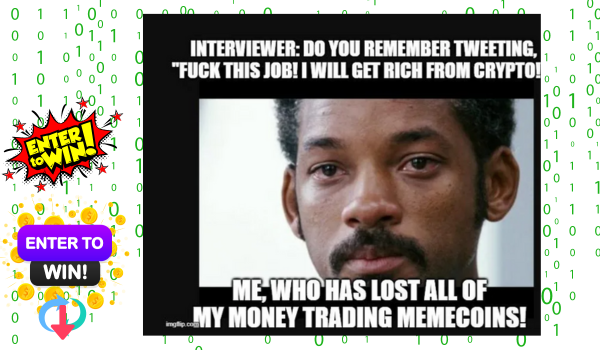 INTERVIEWER: DO YOU REMEMBER TWEETING,
"FUCK THIS JOB! I WILL GET RICH FROM CRYPTO!
ENTER
to WIN!
ENTER TO
WIN!
ME, WHO HAS LOST ALL OF
MY MONEY TRADING MEMECOINS!
imgflip.com